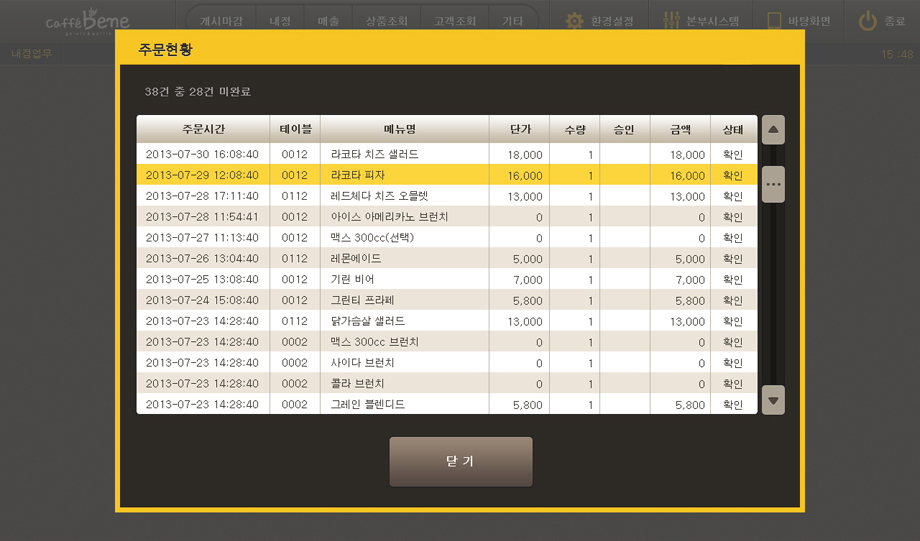 caffé bene
게시마감 내점 매출 상품조회 고객조회 기타 환경설정 본부시스템 바탕화면 종료
내점업무 15:48
주문현황
38건 중 28건 미완료
주문시간 테이블 메뉴명 단가 수량 승인 금액 상태
2013-07-30 16:08:40 0012 라코타 치즈 샐러드 18,000 1 18,000 확인
2013-07-29 12:08:40 0012 라코타 피자 16,000 1 16,000 확인
2013-07-28 17:11:40 0112 레드체다 치즈 오믈렛 13,000 1 13,000 확인
2013-07-28 11:54:41 0012 아이스 아메리카노 브런치 0 1 0 확인
2013-07-27 11:13:40 0012 맥스 300cc(선택) 0 1 0 확인
2013-07-26 13:04:40 0112 레몬에이드 5,000 1 5,000 확인
2013-07-25 13:08:40 0012 기린 비어 7,000 1 7,000 확인
2013-07-24 15:08:40 0012 그린티 프라페 5,800 1 5,800 확인
2013-07-23 14:28:40 0112 닭가슴살 샐러드 13,000 1 13,000 확인
2013-07-23 14:28:40 0002 맥스 300cc 브런치 0 1 0 확인
2013-07-23 14:28:40 0002 사이다 브런치 0 1 0 확인
2013-07-23 14:28:40 0002 콜라 브런치 0 1 0 확인
2013-07-23 14:28:40 0002 그레인 블렌디드 5,800 1 5,800 확인
닫 기